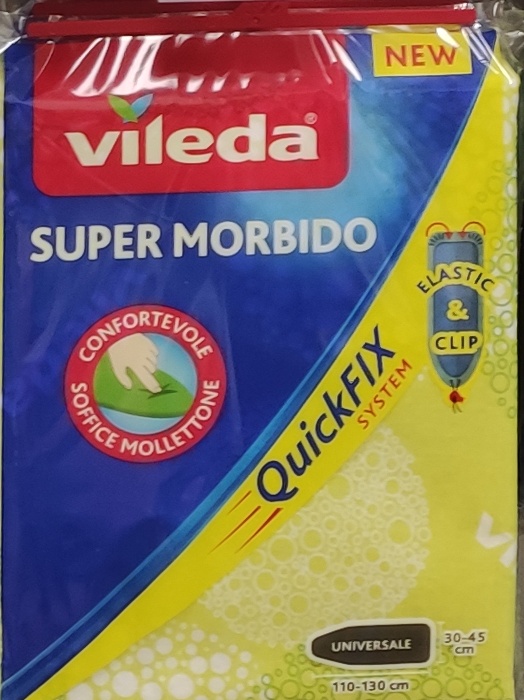 NEW
vileda®
SUPER MORBIDO
ELASTIC
&
CLIP
CONFORTEVOLE
SOFFICE MOLLETTONE
QuickFIX
SYSTEM
UNIVERSALE
30-45
cm
110-130 cm